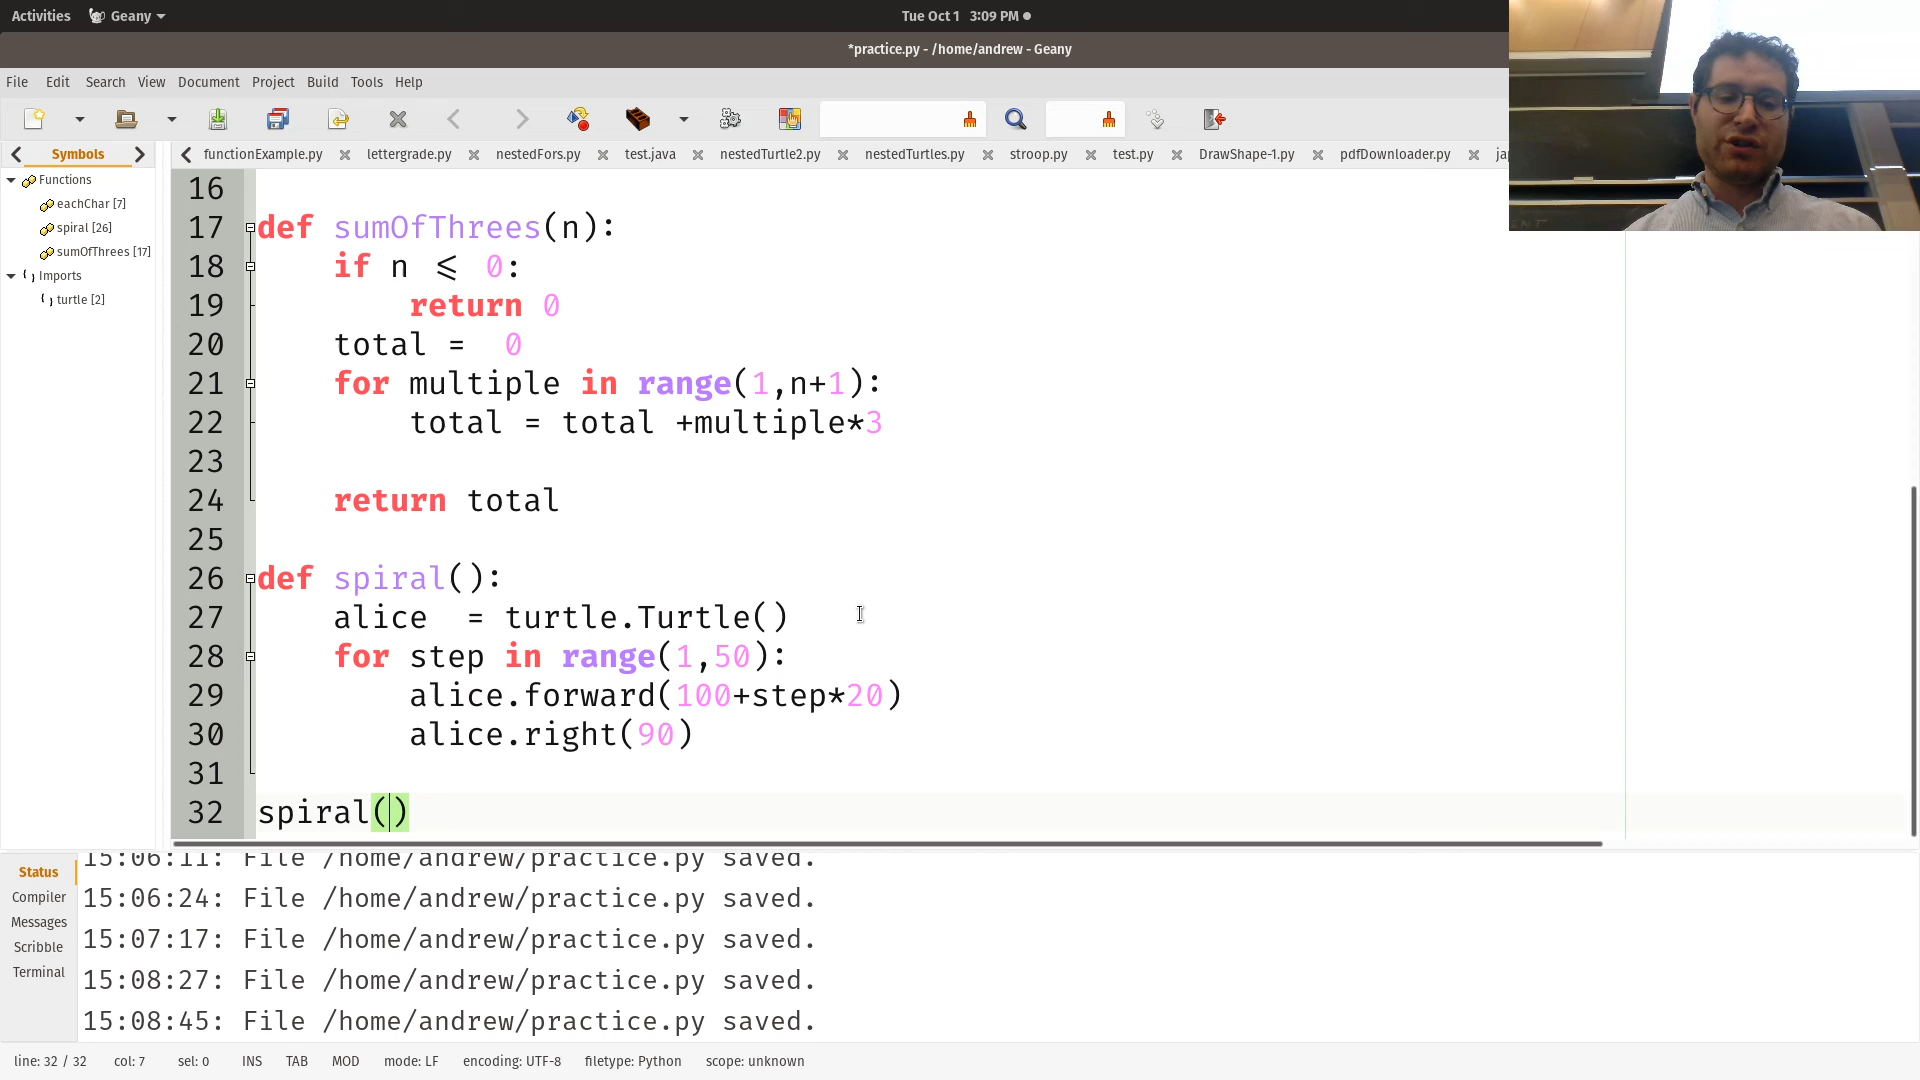 Activities Geany Tue Oct 1 3:09 PM
*practice.py - /home/andrew - Geany
File Edit Search View Document Project Build Tools Help
Symbols functionExample.py lettergrade.py nestedFors.py test.java nestedTurtle2.py nestedTurtles.py stroop.py test.py DrawShape-1.py pdfDownloader.py
Functions
eachChar [7]
spiral [26]
sumOfThrees [17]
Imports
turtle [2]
16
17 def sumOfThrees(n):
18 if n <= 0:
19 return 0
20 total = 0
21 for multiple in range(1,n+1):
22 total = total +multiple*3
23
24 return total
25
26 def spiral():
27 alice = turtle.Turtle()
28 for step in range(1,50):
29 alice.forward(100+step*20)
30 alice.right(90)
31
32 spiral()
Status
Compiler
Messages
Scribble
Terminal
15:06:11: File /home/andrew/practice.py saved.
15:06:24: File /home/andrew/practice.py saved.
15:07:17: File /home/andrew/practice.py saved.
15:08:27: File /home/andrew/practice.py saved.
15:08:45: File /home/andrew/practice.py saved.
line: 32 / 32 col: 7 sel: 0 INS TAB MOD mode: LF encoding: UTF-8 filetype: Python scope: unknown